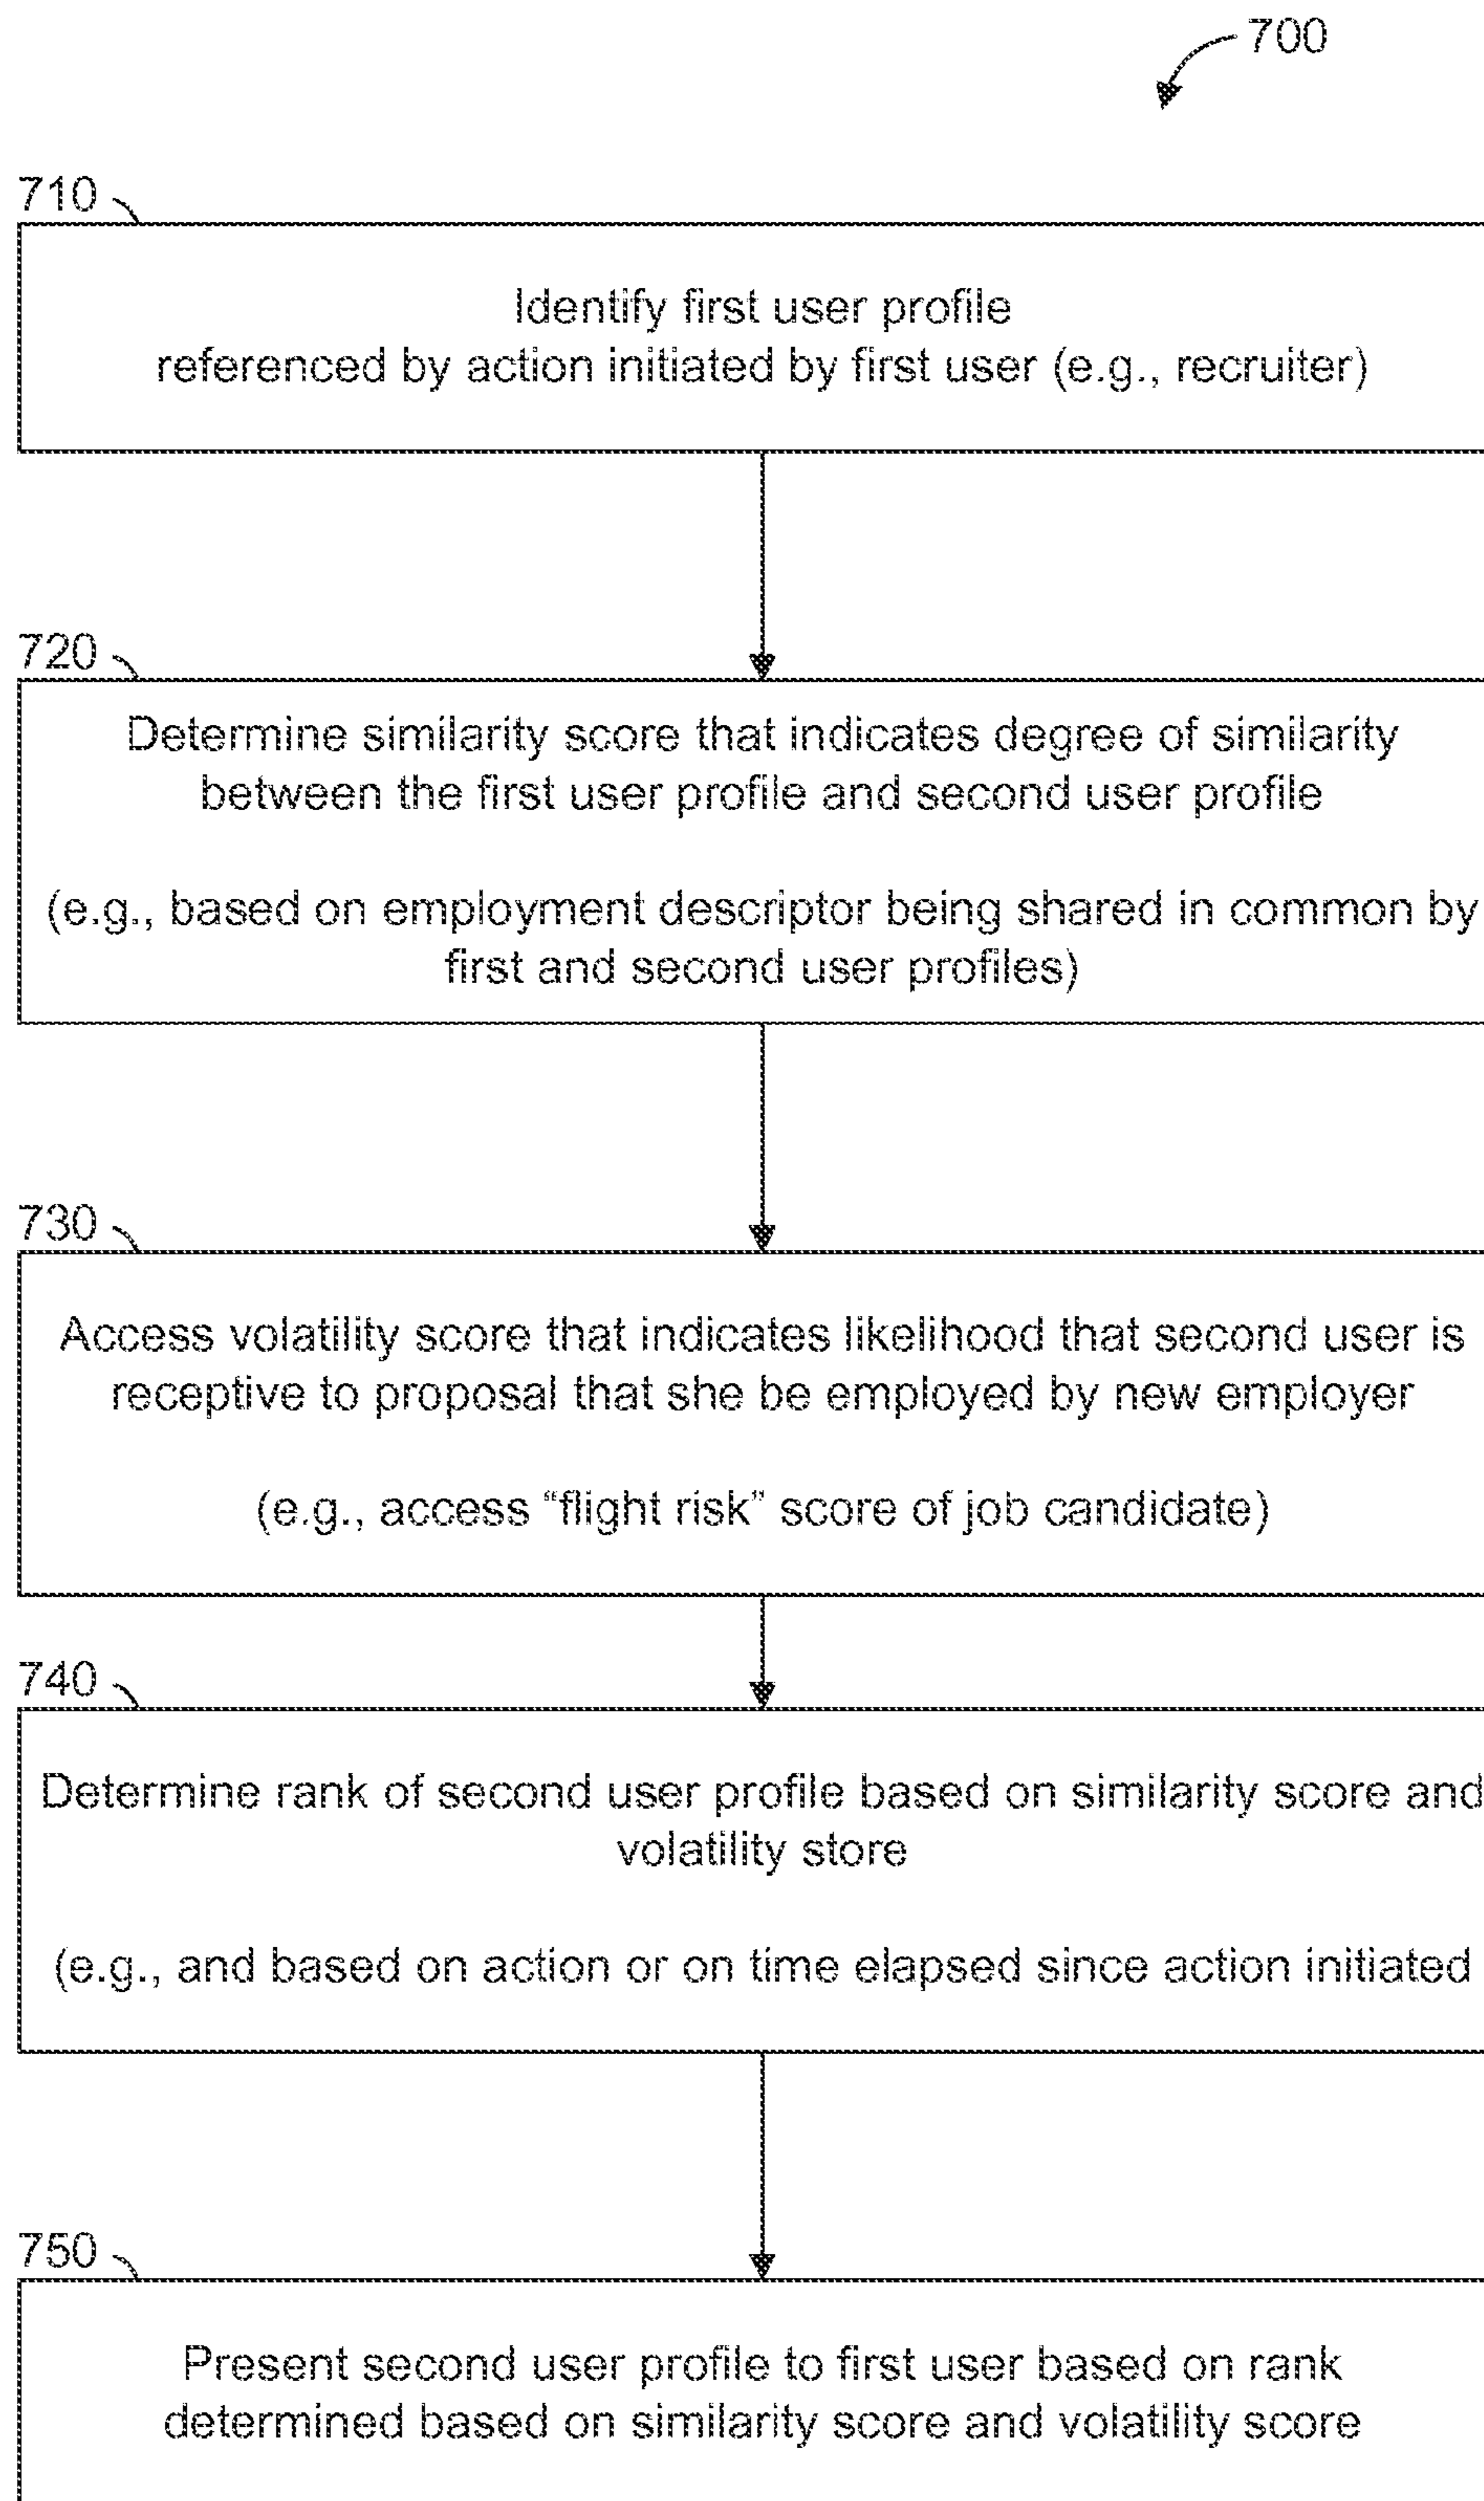 700
710
Identify first user profile
referenced by action initiated by first user (e.g., recruiter)
720
Determine similarity score that indicates degree of similarity
between the first user profile and second user profile
(e.g., based on employment descriptor being shared in common by
first and second user profiles)
730
Access volatility score that indicates likelihood that second user is
receptive to proposal that she be employed by new employer
(e.g., access “flight risk” score of job candidate)
740
Determine rank of second user profile based on similarity score and
volatility store
(e.g., and based on action or on time elapsed since action initiated
750
Present second user profile to first user based on rank
determined based on similarity score and volatility score